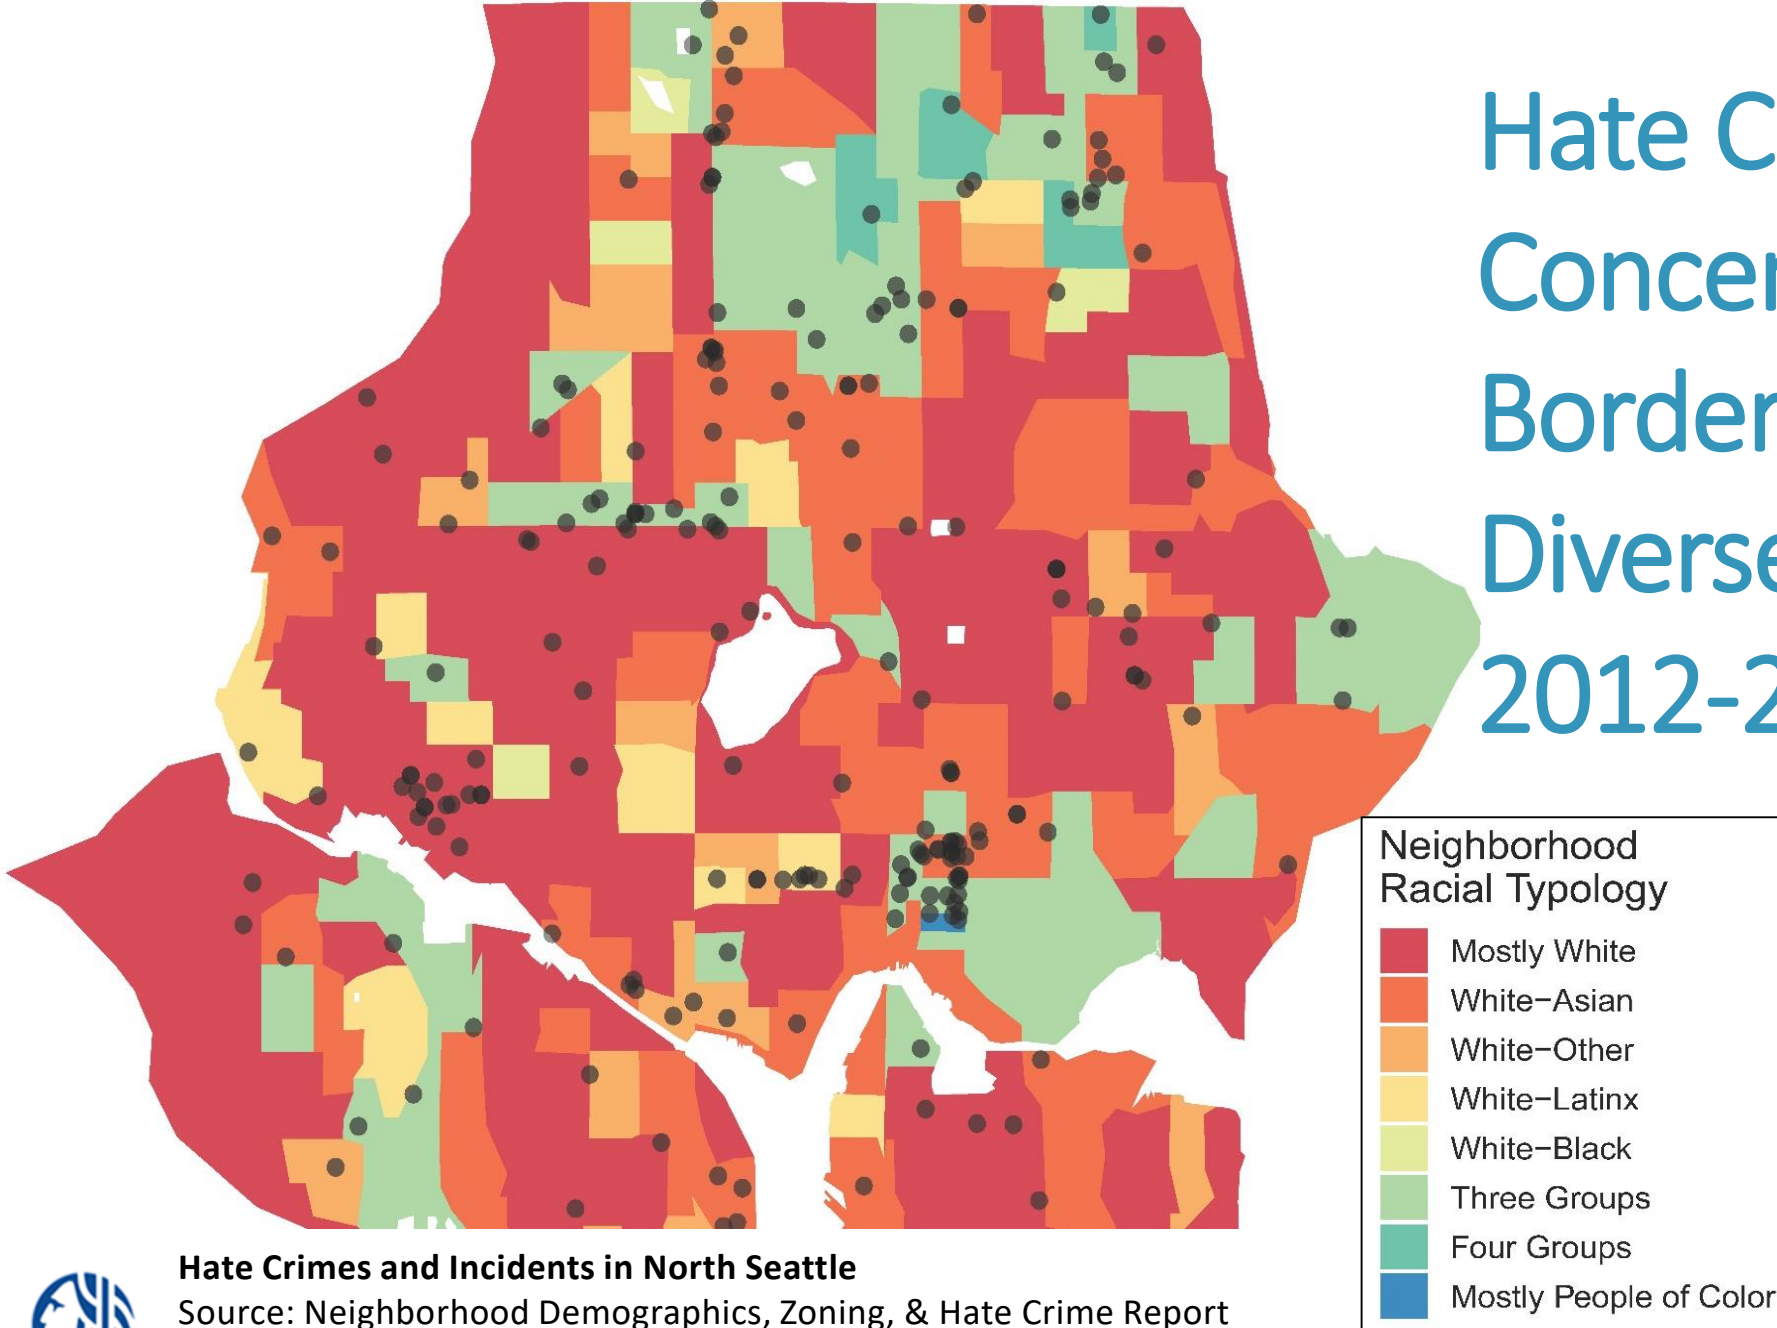 Hate C
Concer
Border
Diverse
2012-2
Neighborhood
Racial Typology
Mostly White
White−Asian
White−Other
White−Latinx
White−Black
Three Groups
Four Groups
Mostly People of Color
Hate Crimes and Incidents in North Seattle
Source: Neighborhood Demographics, Zoning, & Hate Crime Report